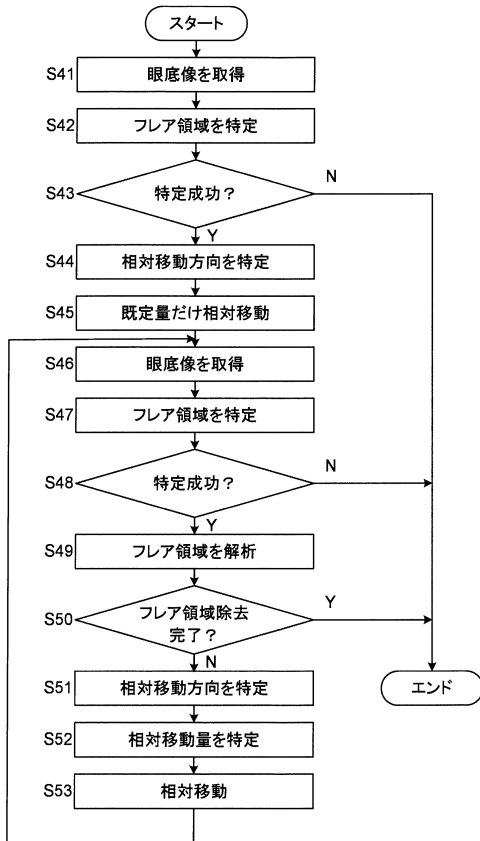 スタート
S41 眼底像を取得
S42 フレア領域を特定
S43 特定成功？ N
Y
S44 相対移動方向を特定
S45 既定量だけ相対移動
S46 眼底像を取得
S47 フレア領域を特定
S48 特定成功？ N
Y
S49 フレア領域を解析
S50 フレア領域除去
完了？ Y
N
S51 相対移動方向を特定
エンド
S52 相対移動量を特定
S53 相対移動